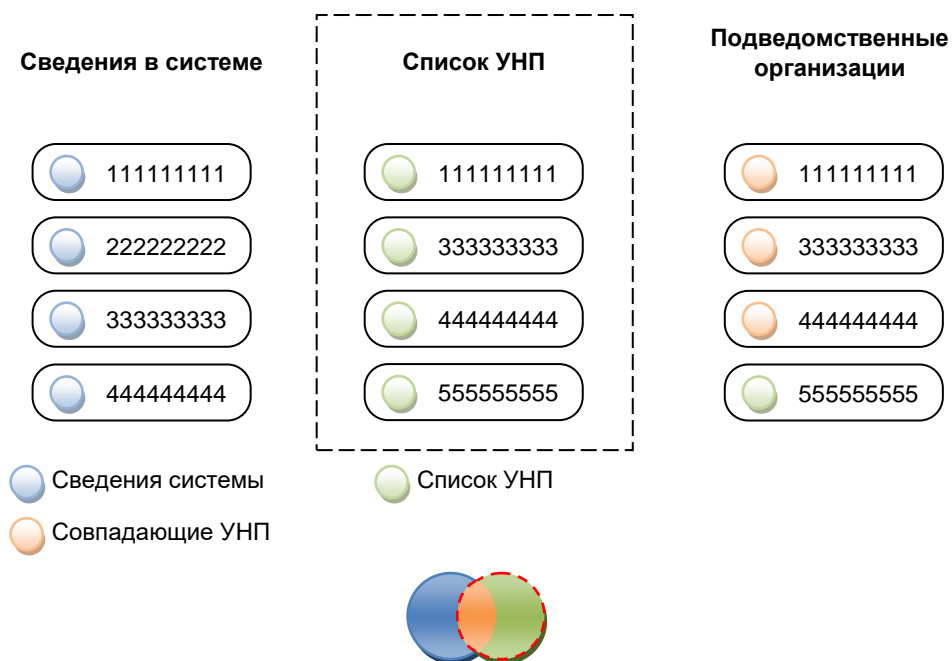 Сведения в системе
Список УНП
Подведомственные
организации
111111111
111111111
111111111
222222222
333333333
333333333
333333333
444444444
444444444
444444444
555555555
555555555
Сведения системы
Список УНП
Совпадающие УНП